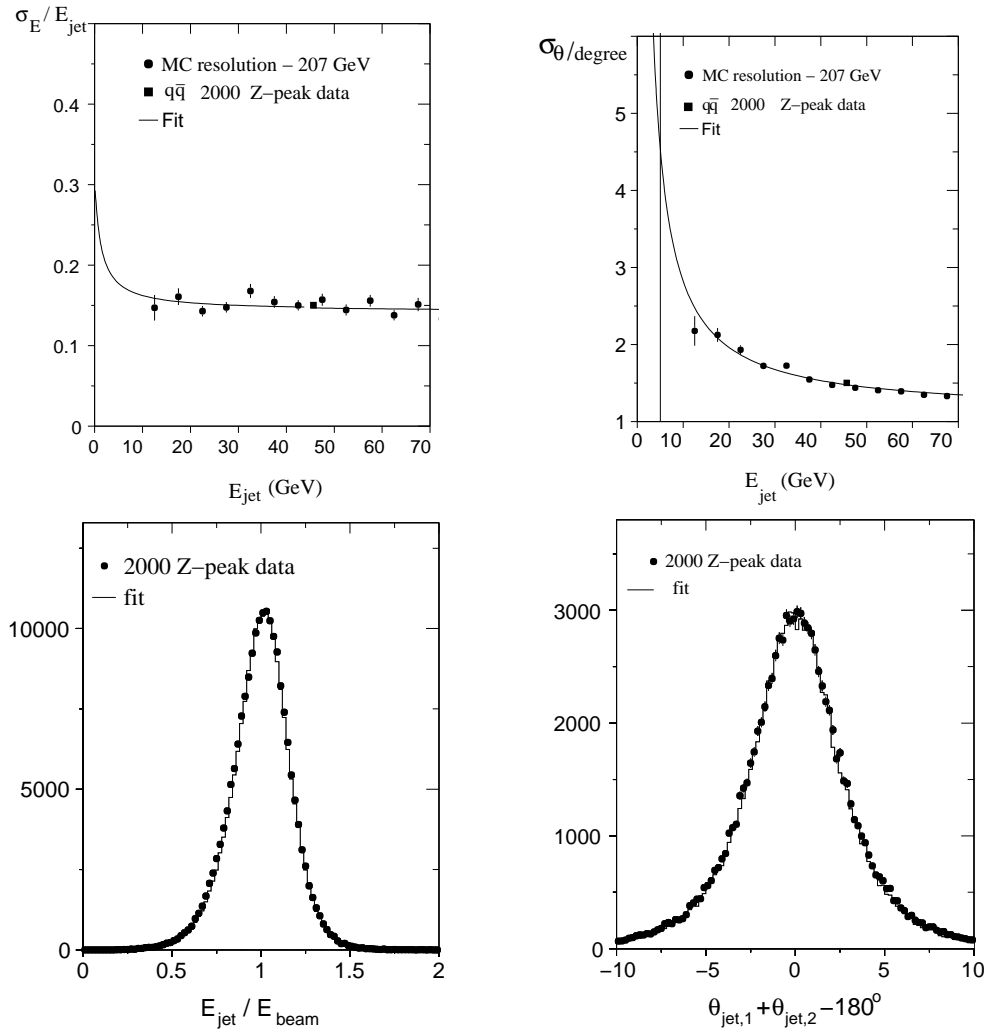 σE / Ejet
0.4
0.3
0.2
0.1
0
MC resolution – 207 GeV
qq̄ 2000 Z–peak data
Fit
0 10 20 30 40 50 60 70
Ejet (GeV)
σθ/degree
5
4
3
2
1
MC resolution – 207 GeV
qq̄ 2000 Z–peak data
Fit
0 10 20 30 40 50 60 70
Ejet (GeV)
10000
5000
0
2000 Z–peak data
fit
0 0.5 1 1.5 2
Ejet / Ebeam
3000
2000
1000
0
2000 Z–peak data
fit
−10 −5 0 5 10
θjet,1+θjet,2−180o